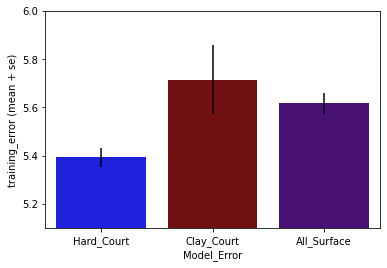 6.0
5.8
5.6
5.4
5.2
training_error (mean + se)
Hard_Court Clay_Court All_Surface
Model_Error